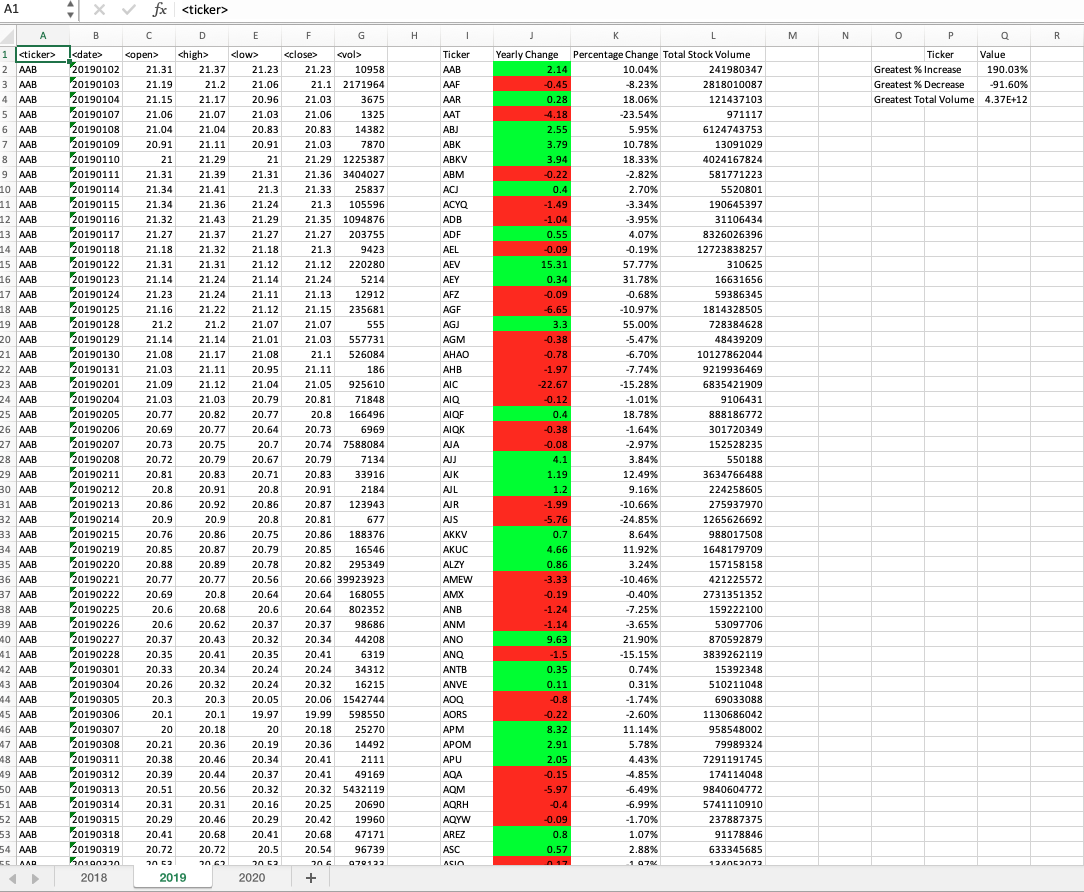 A1 fx <ticker>
A B C D E F G H I J K L M N O P Q R
1 <ticker> <date> <open> <high> <low> <close> <vol> Ticker Yearly Change Percentage Change Total Stock Volume Ticker Value
2 AAB 20190102 21.31 21.37 21.23 21.23 10958 AAB 2.14 10.04% 241980347 Greatest % Increase 190.03%
3 AAB 20190103 21.19 21.2 21.06 21.1 2171964 AAF -0.45 -8.23% 2818010087 Greatest % Decrease -91.60%
4 AAB 20190104 21.15 21.17 20.96 21.03 3675 AAR 0.28 18.06% 121437103 Greatest Total Volume 4.37E+12
5 AAB 20190107 21.06 21.07 21.03 21.06 1325 AAT -4.18 -23.54% 971117
6 AAB 20190108 21.04 21.04 20.83 20.83 14382 ABJ 2.55 5.95% 6124743753
7 AAB 20190109 20.91 21.11 20.91 21.03 7870 ABK 3.79 10.78% 13091029
8 AAB 20190110 21 21.29 21 21.29 1225387 ABKV 3.94 18.33% 4024167824
9 AAB 20190111 21.31 21.39 21.31 21.36 3404027 ABM -0.22 -2.82% 581771223
10 AAB 20190114 21.34 21.41 21.3 21.33 25837 ACJ 0.4 2.70% 5520801
11 AAB 20190115 21.34 21.36 21.24 21.3 105596 ACYQ -1.49 -3.34% 190645397
12 AAB 20190116 21.32 21.43 21.29 21.35 1094876 ADB -1.04 -3.95% 31106434
13 AAB 20190117 21.27 21.37 21.27 21.27 203755 ADF 0.55 4.07% 8326026396
14 AAB 20190118 21.18 21.32 21.18 21.3 9423 AEL -0.09 -0.19% 12723838257
15 AAB 20190122 21.31 21.31 21.12 21.12 220280 AEV 15.31 57.77% 310625
16 AAB 20190123 21.14 21.24 21.14 21.24 5214 AEY 0.34 31.78% 16631656
17 AAB 20190124 21.23 21.24 21.11 21.13 12912 AFZ -0.09 -0.68% 59386345
18 AAB 20190125 21.16 21.22 21.12 21.15 235681 AGF -6.65 -10.97% 1814328505
19 AAB 20190128 21.2 21.2 21.07 21.07 555 AGJ 3.3 55.00% 728384628
20 AAB 20190129 21.14 21.14 21.01 21.03 557731 AGM -0.38 -5.47% 48439209
21 AAB 20190130 21.08 21.17 21.08 21.1 526084 AHAO -0.78 -6.70% 10127862044
22 AAB 20190131 21.03 21.11 20.95 21.11 186 AHB -1.97 -7.74% 9219936469
23 AAB 20190201 21.09 21.12 21.04 21.05 925610 AIC -22.67 -15.28% 6835421909
24 AAB 20190204 21.03 21.03 20.79 20.81 71848 AIQ -0.12 -1.01% 9106431
25 AAB 20190205 20.77 20.82 20.77 20.8 166496 AIQF 0.4 18.78% 888186772
26 AAB 20190206 20.69 20.77 20.64 20.73 6969 AIQK -0.38 -1.64% 301720349
27 AAB 20190207 20.73 20.75 20.7 20.74 7588084 AJA -0.08 -2.97% 152528235
28 AAB 20190208 20.72 20.79 20.67 20.79 7134 AJJ 4.1 3.84% 550188
29 AAB 20190211 20.81 20.83 20.71 20.83 33916 AJK 1.19 12.49% 3634766488
30 AAB 20190212 20.8 20.91 20.8 20.91 2184 AJL 1.2 9.16% 224258605
31 AAB 20190213 20.86 20.92 20.86 20.87 123943 AJR -1.99 -10.66% 275937970
32 AAB 20190214 20.9 20.9 20.8 20.81 677 AJS -5.76 -24.85% 1265626692
33 AAB 20190215 20.76 20.86 20.75 20.86 188376 AKKV 0.7 8.64% 988017508
34 AAB 20190219 20.85 20.87 20.79 20.85 16546 AKUC 4.66 11.92% 1648179709
35 AAB 20190220 20.88 20.89 20.78 20.82 295349 ALZY 0.86 3.24% 157158158
36 AAB 20190221 20.77 20.77 20.56 20.66 39923923 AMEW -3.33 -10.46% 421225572
37 AAB 20190222 20.69 20.8 20.64 20.64 168055 AMX -0.19 -0.40% 2731351352
38 AAB 20190225 20.6 20.68 20.6 20.64 802352 ANB -1.24 -7.25% 159222100
39 AAB 20190226 20.6 20.62 20.37 20.37 98686 ANM -1.14 -3.65% 53097706
40 AAB 20190227 20.37 20.43 20.32 20.34 44208 ANO 9.63 21.90% 870592879
41 AAB 20190228 20.35 20.41 20.35 20.41 6319 ANQ -1.5 -15.15% 3839262119
42 AAB 20190301 20.33 20.34 20.24 20.24 34312 ANTB 0.35 0.74% 15392348
43 AAB 20190304 20.26 20.32 20.24 20.32 16215 ANVE 0.11 0.31% 510211048
44 AAB 20190305 20.3 20.3 20.05 20.06 1542744 AOQ -0.8 -1.74% 69033088
45 AAB 20190306 20.1 20.1 19.97 19.99 598550 AORS -0.22 -2.60% 1130686042
46 AAB 20190307 20 20.18 20 20.18 25270 APM 8.32 11.14% 958548002
47 AAB 20190308 20.21 20.36 20.19 20.36 14492 APOM 2.91 5.78% 79989324
48 AAB 20190311 20.38 20.46 20.34 20.41 2111 APU 2.05 4.43% 7291191745
49 AAB 20190312 20.39 20.44 20.37 20.41 49169 AQA -0.15 -4.85% 174114048
50 AAB 20190313 20.51 20.56 20.32 20.32 5432119 AQM -5.97 -6.49% 9840604772
51 AAB 20190314 20.31 20.31 20.16 20.25 20690 AQRH -0.4 -6.99% 5741110910
52 AAB 20190315 20.29 20.46 20.29 20.42 19960 AQYW -0.09 -1.70% 237887375
53 AAB 20190318 20.41 20.68 20.41 20.68 47171 AREZ 0.8 1.07% 91178846
54 AAB 20190319 20.72 20.72 20.5 20.54 96739 ASC 0.57 2.88% 633345685
55 AAB 20190320 20.53 20.62 20.53 20.6 978133 ASIO -0.17 -1.97% 134053073
2018 2019 2020 +